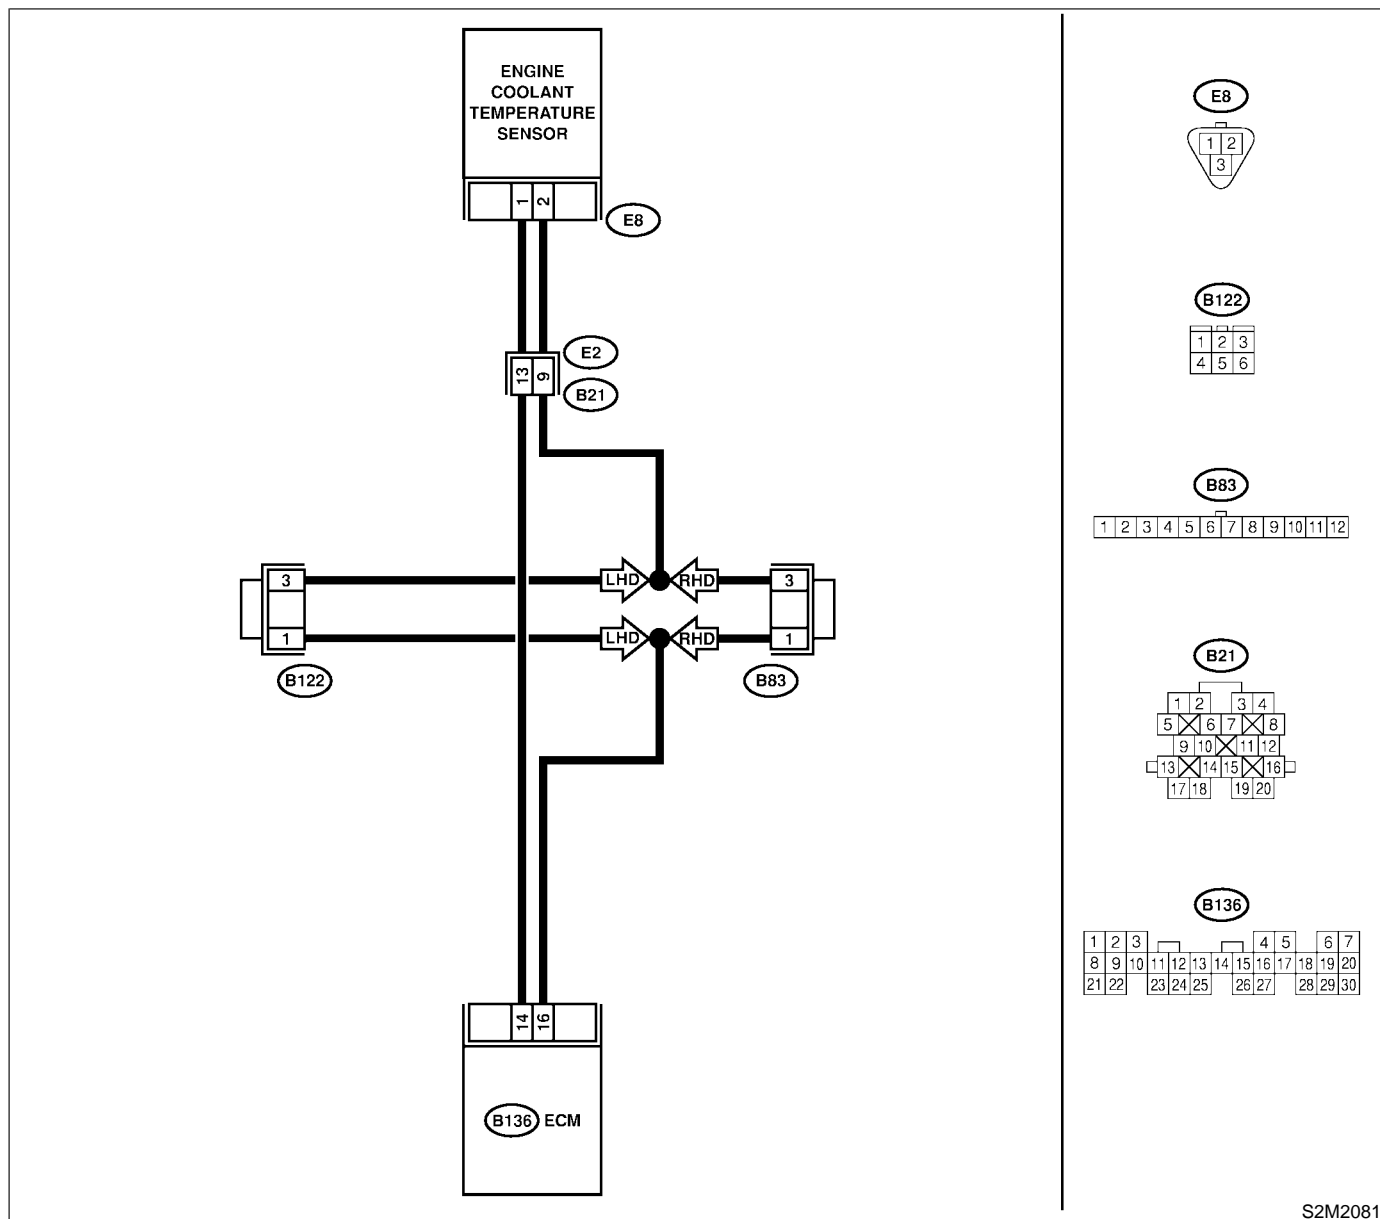 ENGINE
COOLANT
TEMPERATURE
SENSOR
1 2
E8
E2
13 9
B21
3 LHD RHD 3
1 LHD RHD 1
B122 B83
14 16
B136 ECM
E8
1 2
3
B122
1 2 3
4 5 6
B83
1 2 3 4 5 6 7 8 9 10 11 12
B21
1 2 3 4
5 6 7 8
9 10 11 12
13 14 15 16
17 18 19 20
B136
1 2 3 4 5 6 7
8 9 10 11 12 13 14 15 16 17 18 19 20
21 22 23 24 25 26 27 28 29 30
S2M2081